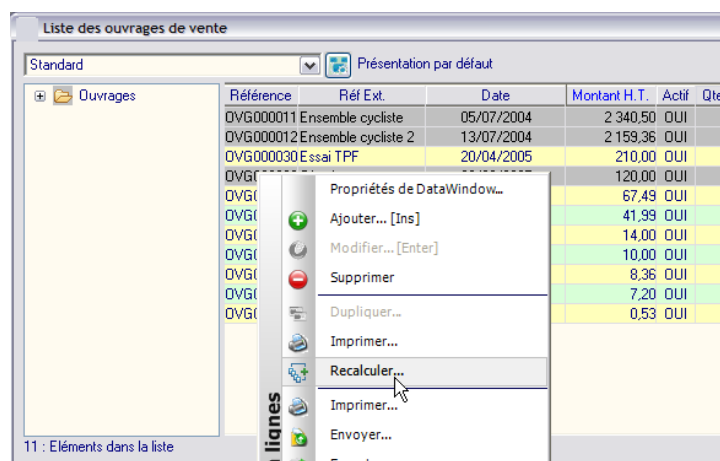 Liste des ouvrages de vente
Standard Présentation par défaut
Ouvrages
Référence Réf Ext. Date Montant H.T. Actif Qte
OVG000011 Ensemble cycliste 05/07/2004 2 340,50 OUI
OVG000012 Ensemble cycliste 2 13/07/2004 2 159,36 OUI
OVG000030 Essai TPF 20/04/2005 210,00 OUI
120,00 OUI
67,49 OUI
41,99 OUI
14,00 OUI
10,00 OUI
8,36 OUI
7,20 OUI
0,53 OUI
Propriétés de DataWindow...
Ajouter... [Ins]
Modifier... [Enter]
Supprimer
Dupliquer...
Imprimer...
Recalculer...
Imprimer...
Envoyer...
lignes
11 : Eléments dans la liste